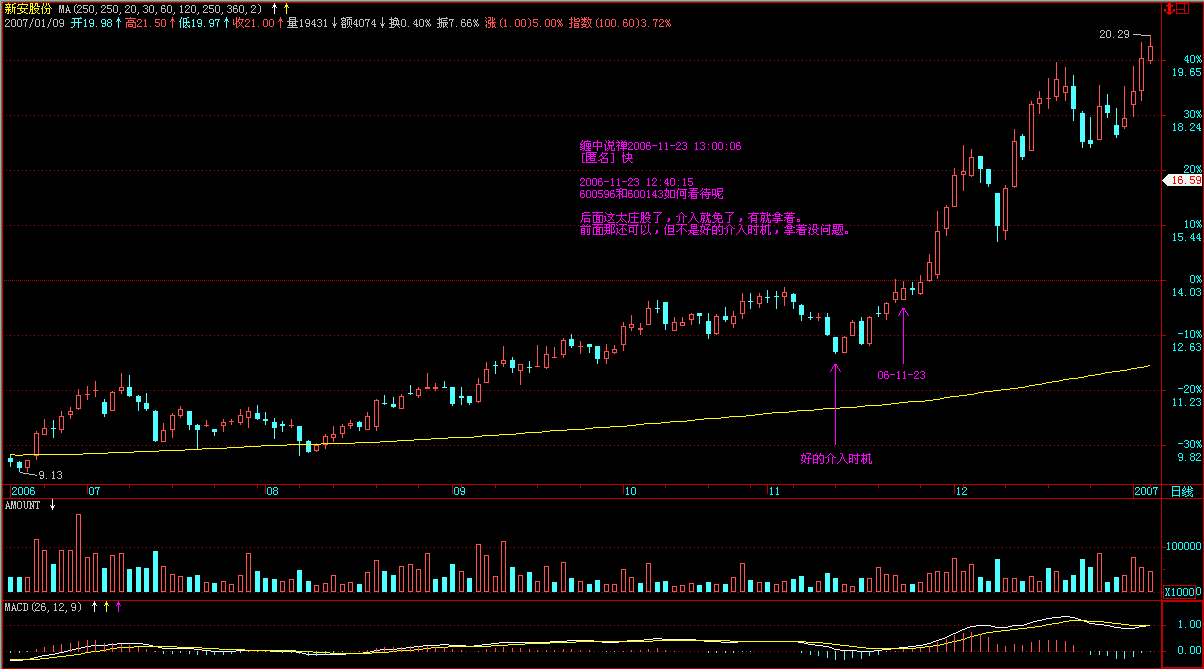 新安股份 MA(250,250,20,30,60,120,250,360,2) ↑ ↑
2007/01/09 开19.98↑高21.50↑低19.97↑收21.00↑量19431↓额4074↓换0.40% 振7.66% 涨(1.00)5.00% 指数(100.60)3.72%
20.29
40%
19.65
30%
18.24
缠中说禅2006-11-23 13:00:06
[匿名] 快
20%
16.59
2006-11-23 12:40:15
600596和600143如何看待呢
后面这大庄股了，介入就免了，有就拿着。
前面那还可以，但不是好的介入时机，拿着没问题。
10%
15.44
0%
14.03
-10%
12.63
06-11-23
-20%
11.23
-30%
9.82
好的介入时机
9.13
2006 07 08 09 10 11 12 2007 日线
AMOUNT ↓
100000
X10000
MACD(26,12,9) ↑ ↑ ↑
1.00
0.00